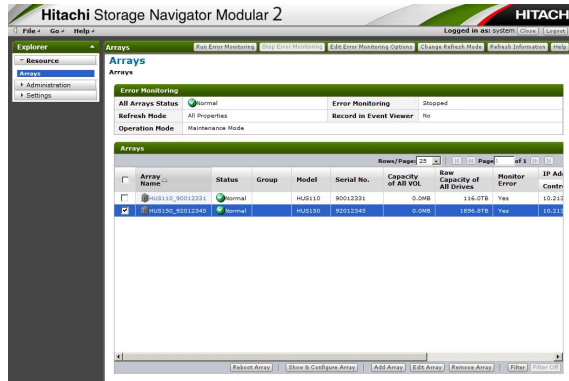 Hitachi Storage Navigator Modular 2
HITACH
File Go Help
Logged in as: system Close Logout
Explorer
Arrays Run Error Monitoring Stop Error Monitoring Edit Error Monitoring Options Change Refresh Mode Refresh Information Help
Resource
Arrays
Administration
Settings
Arrays
Arrays
Error Monitoring
All Arrays Status Normal Error Monitoring Stopped
Refresh Mode All Properties Record in Event Viewer No
Operation Mode Maintenance Mode
Arrays
Rows/Page: 25 Page 1 of 1
Array Name Status Group Model Serial No. Capacity of All VOL Raw Capacity of All Drives Monitor Error IP Ad
Contro
HUS110_90012331 Normal HUS110 90012331 0.0MB 116.0TB Yes 10.213
HUS150_92012345 Normal HUS150 92012345 0.0MB 1896.8TB Yes 10.213
Reboot Array Show & Configure Array Add Array Edit Array Remove Array Filter Filter Off